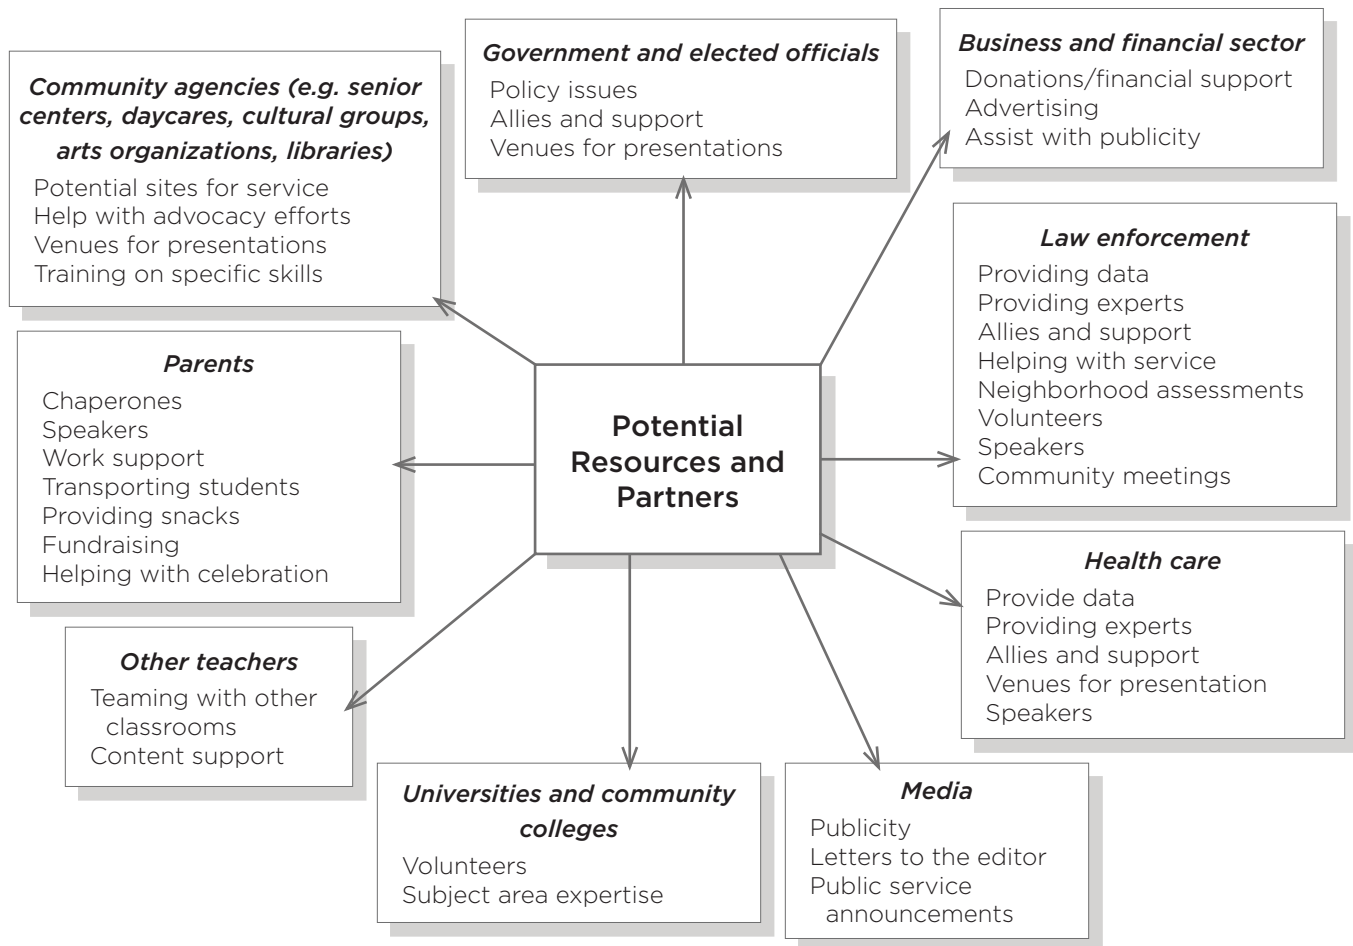 Community agencies (e.g. senior
centers, daycares, cultural groups,
arts organizations, libraries)
Potential sites for service
Help with advocacy efforts
Venues for presentations
Training on specific skills
Government and elected officials
Policy issues
Allies and support
Venues for presentations
Business and financial sector
Donations/financial support
Advertising
Assist with publicity
Law enforcement
Providing data
Providing experts
Allies and support
Helping with service
Neighborhood assessments
Volunteers
Speakers
Community meetings
Parents
Chaperones
Speakers
Work support
Transporting students
Providing snacks
Fundraising
Helping with celebration
Potential
Resources and
Partners
Health care
Provide data
Providing experts
Allies and support
Venues for presentation
Speakers
Other teachers
Teaming with other
classrooms
Content support
Universities and community
colleges
Volunteers
Subject area expertise
Media
Publicity
Letters to the editor
Public service
announcements